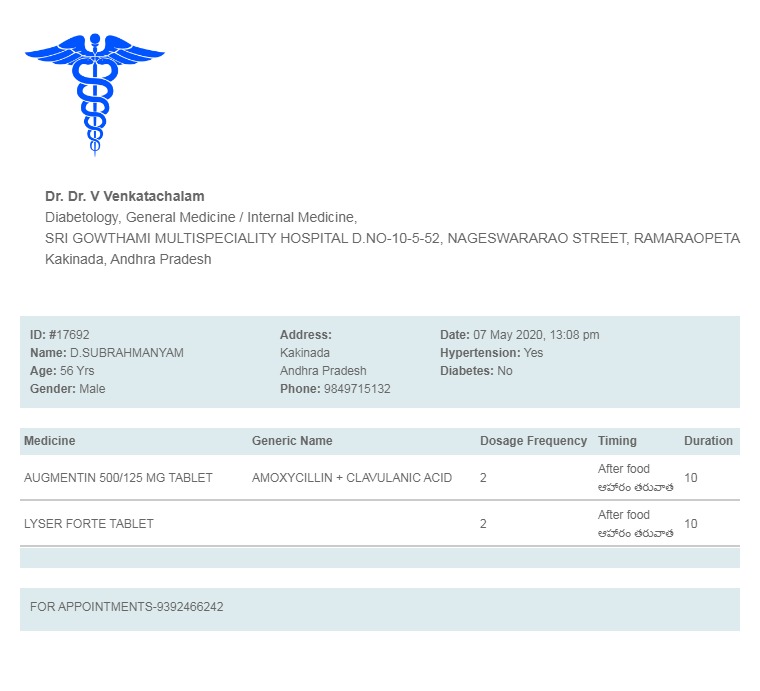 Dr. Dr. V Venkatachalam
Diabetology, General Medicine / Internal Medicine,
SRI GOWTHAMI MULTISPECIALITY HOSPITAL D.NO-10-5-52, NAGESWARARAO STREET, RAMARAOPETA
Kakinada, Andhra Pradesh
ID: #17692 Address: Date: 07 May 2020, 13:08 pm
Name: D.SUBRAHMANYAM Kakinada Hypertension: Yes
Age: 56 Yrs Andhra Pradesh Diabetes: No
Gender: Male Phone: 9849715132
Medicine Generic Name Dosage Frequency Timing Duration
AUGMENTIN 500/125 MG TABLET AMOXYCILLIN + CLAVULANIC ACID 2 After food 10
ఆహారం తరువాత
LYSER FORTE TABLET 2 After food 10
ఆహారం తరువాత
FOR APPOINTMENTS-9392466242